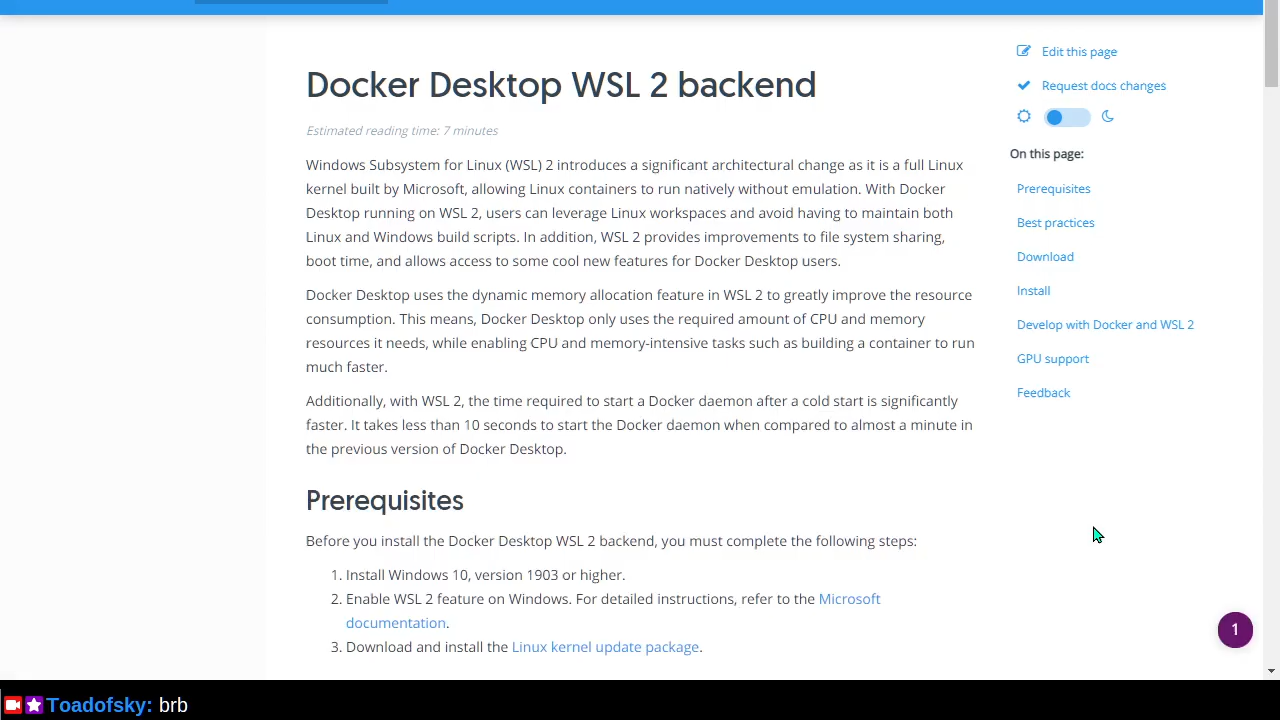 Docker Desktop WSL 2 backend
Estimated reading time: 7 minutes
Windows Subsystem for Linux (WSL) 2 introduces a significant architectural change as it is a full Linux
kernel built by Microsoft, allowing Linux containers to run natively without emulation. With Docker
Desktop running on WSL 2, users can leverage Linux workspaces and avoid having to maintain both
Linux and Windows build scripts. In addition, WSL 2 provides improvements to file system sharing,
boot time, and allows access to some cool new features for Docker Desktop users.
Docker Desktop uses the dynamic memory allocation feature in WSL 2 to greatly improve the resource
consumption. This means, Docker Desktop only uses the required amount of CPU and memory
resources it needs, while enabling CPU and memory-intensive tasks such as building a container to run
much faster.
Additionally, with WSL 2, the time required to start a Docker daemon after a cold start is significantly
faster. It takes less than 10 seconds to start the Docker daemon when compared to almost a minute in
the previous version of Docker Desktop.
Prerequisites
Before you install the Docker Desktop WSL 2 backend, you must complete the following steps:
1. Install Windows 10, version 1903 or higher.
2. Enable WSL 2 feature on Windows. For detailed instructions, refer to the Microsoft
documentation.
3. Download and install the Linux kernel update package.
Edit this page
Request docs changes
On this page:
Prerequisites
Best practices
Download
Install
Develop with Docker and WSL 2
GPU support
Feedback
1
Toadofsky: brb